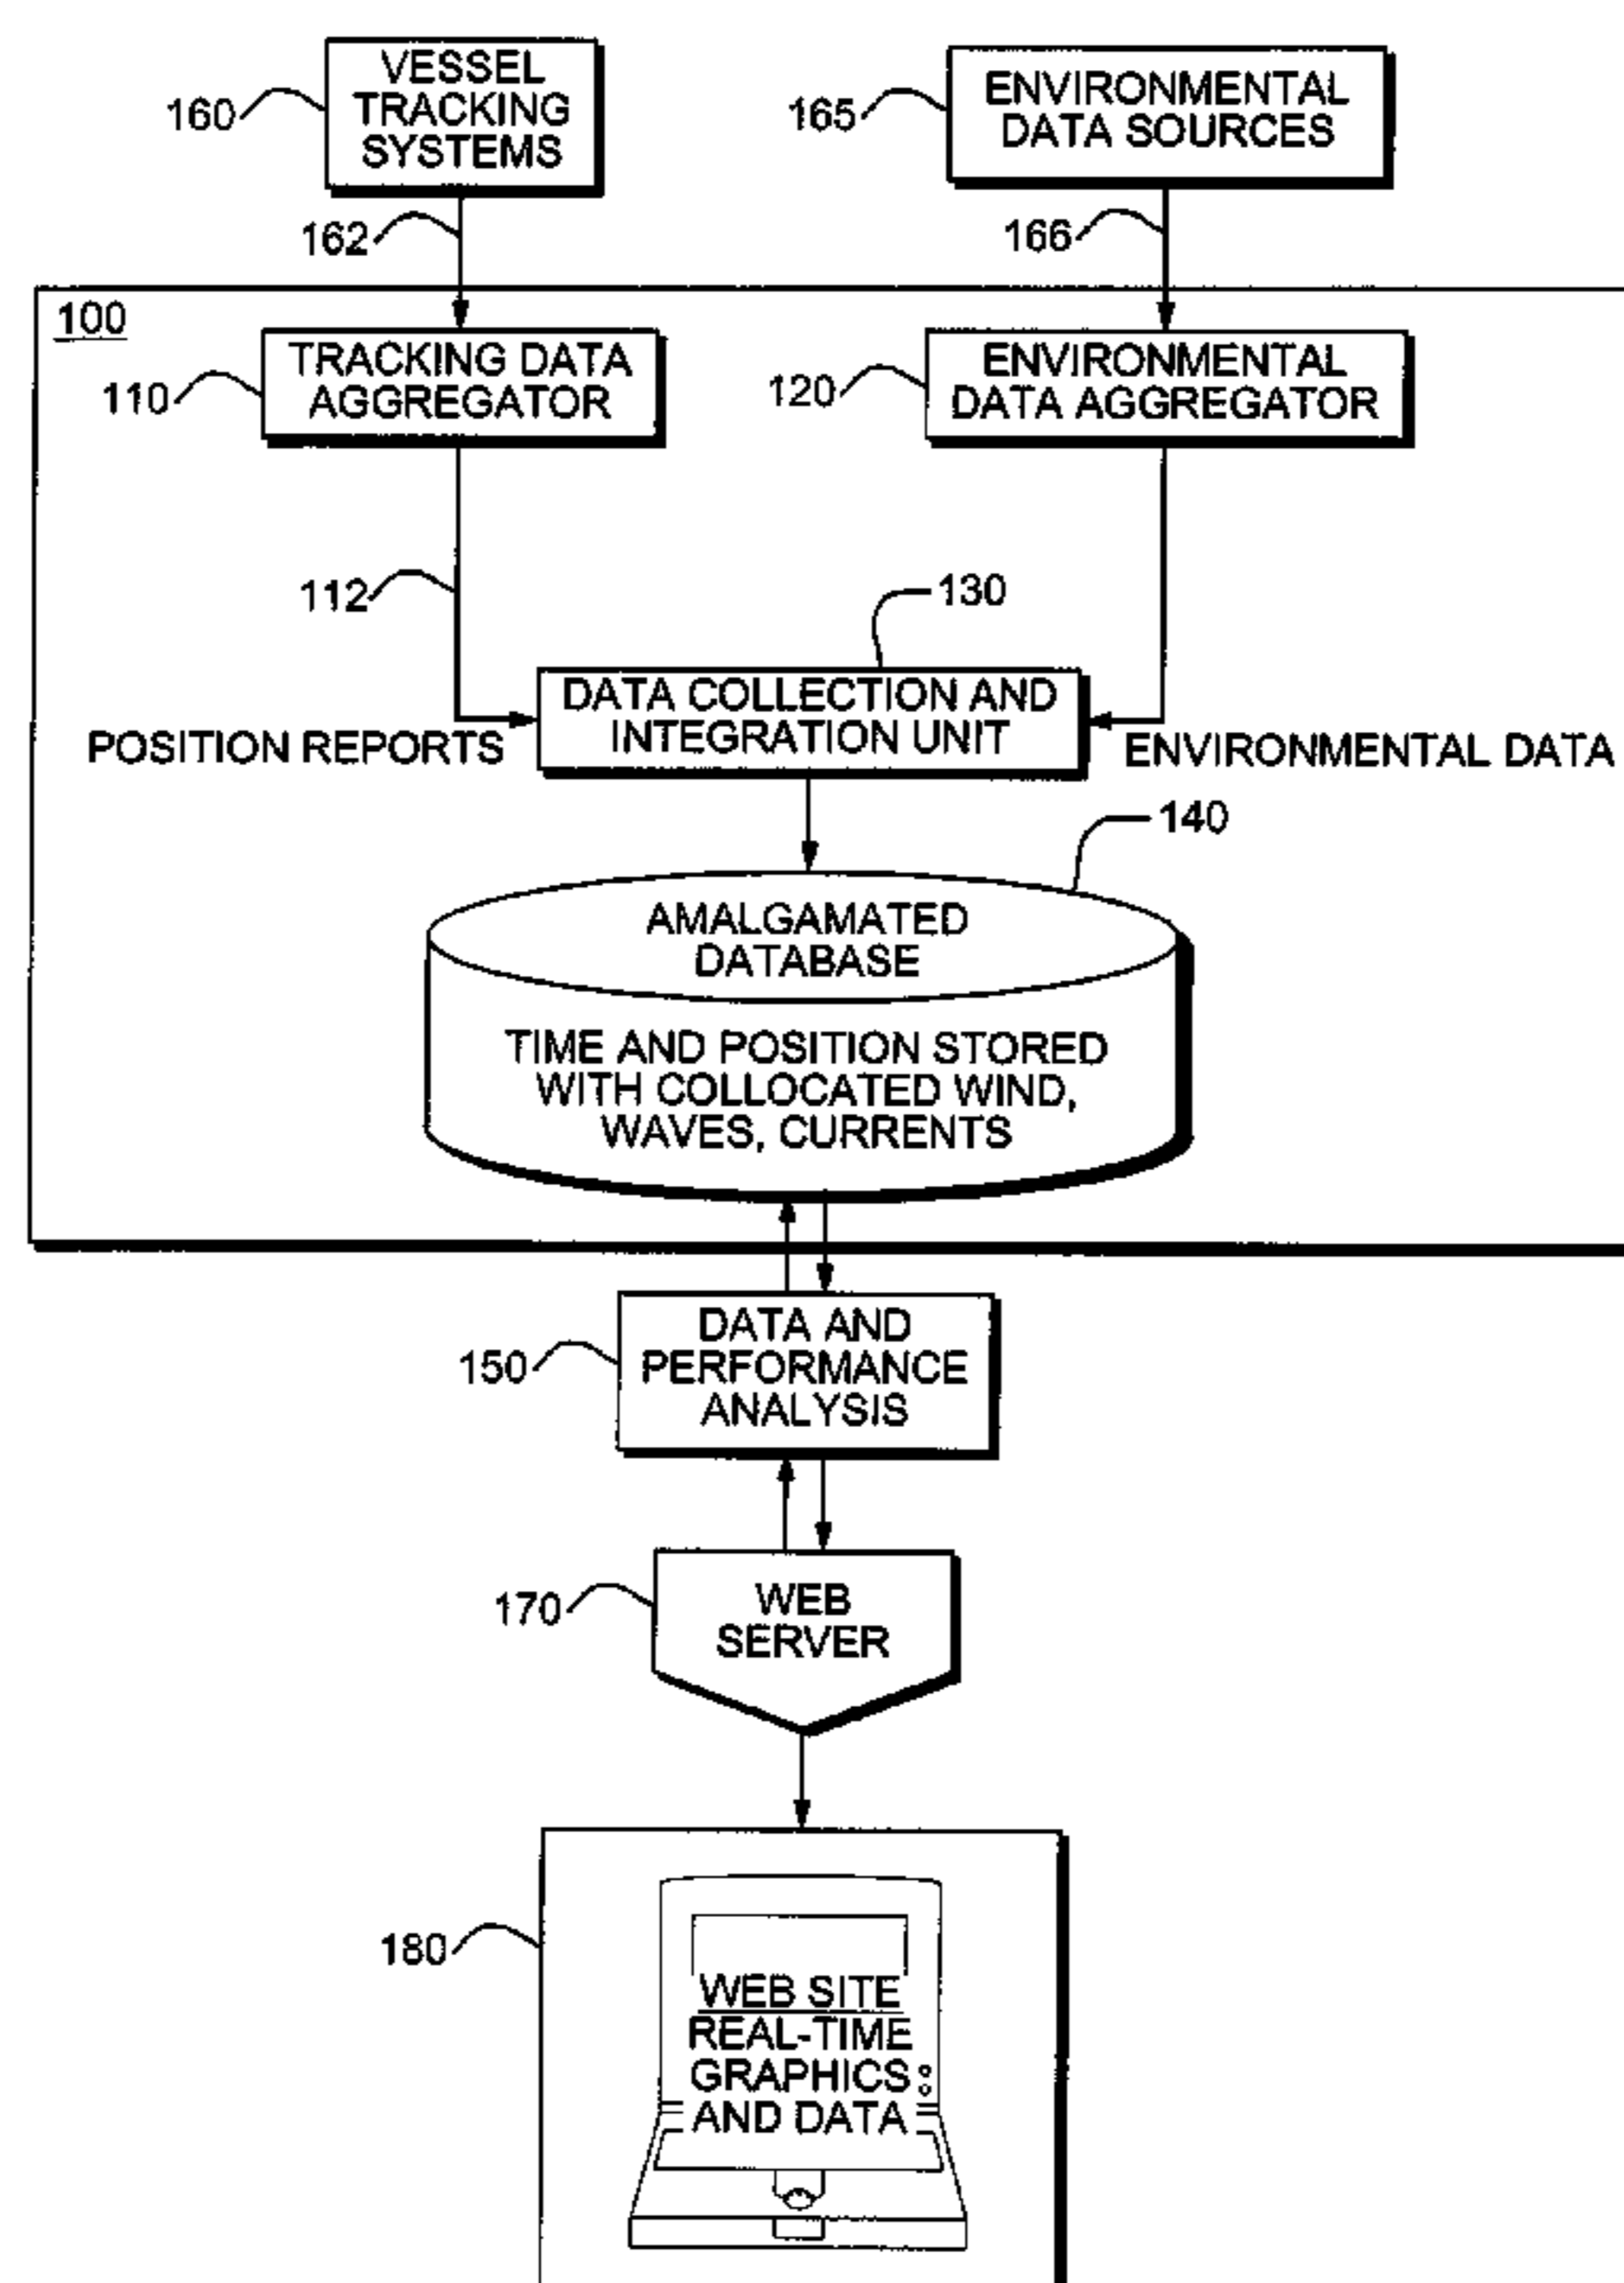 VESSEL
TRACKING
SYSTEMS
160
ENVIRONMENTAL
DATA SOURCES
165
162
166
100
TRACKING DATA
AGGREGATOR
110
ENVIRONMENTAL
DATA AGGREGATOR
120
112
130
DATA COLLECTION AND
INTEGRATION UNIT
POSITION REPORTS
ENVIRONMENTAL DATA
140
AMALGAMATED
DATABASE
TIME AND POSITION STORED
WITH COLLOCATED WIND,
WAVES, CURRENTS
DATA AND
PERFORMANCE
ANALYSIS
150
WEB
SERVER
170
180
WEB SITE
REAL-TIME
GRAPHICS
AND DATA